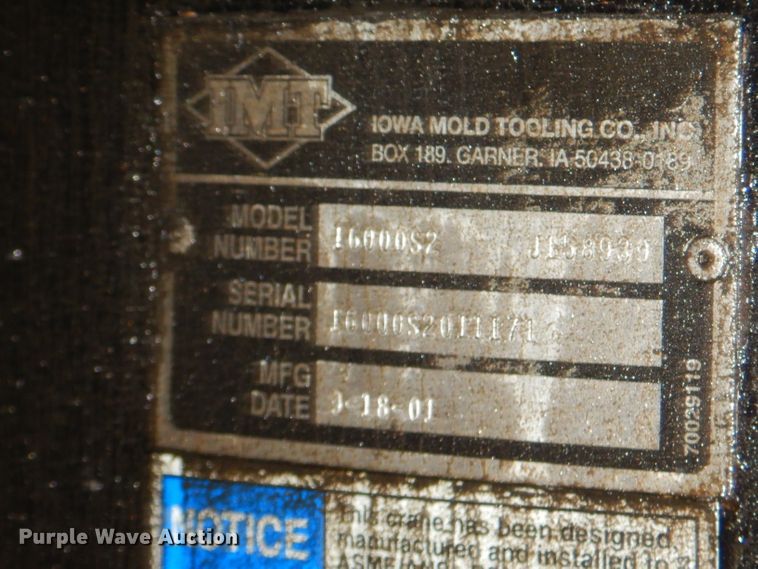 IMT
IOWA MOLD TOOLING CO., INC.
BOX 189, GARNER, IA 50438-0189
MODEL NUMBER 16000S2
SERIAL NUMBER
MFG DATE
70029119
NOTICE
This crane has been designed
manufactured and installed to
Purple Wave Auction